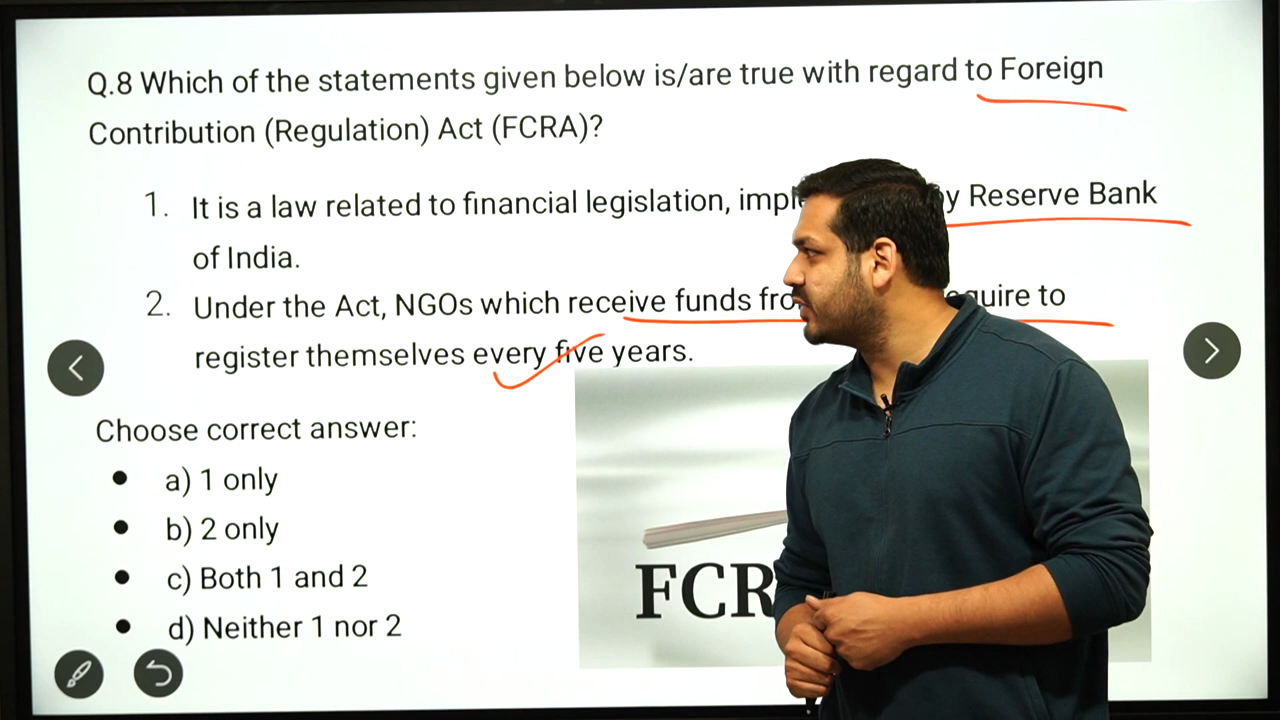 Q.8 Which of the statements given below is/are true with regard to Foreign
Contribution (Regulation) Act (FCRA)?
1. It is a law related to financial legislation, imple y Reserve Bank
of India.
2. Under the Act, NGOs which receive funds fro quire to
register themselves every five years.
Choose correct answer:
a) 1 only
b) 2 only
c) Both 1 and 2
d) Neither 1 nor 2
FCR